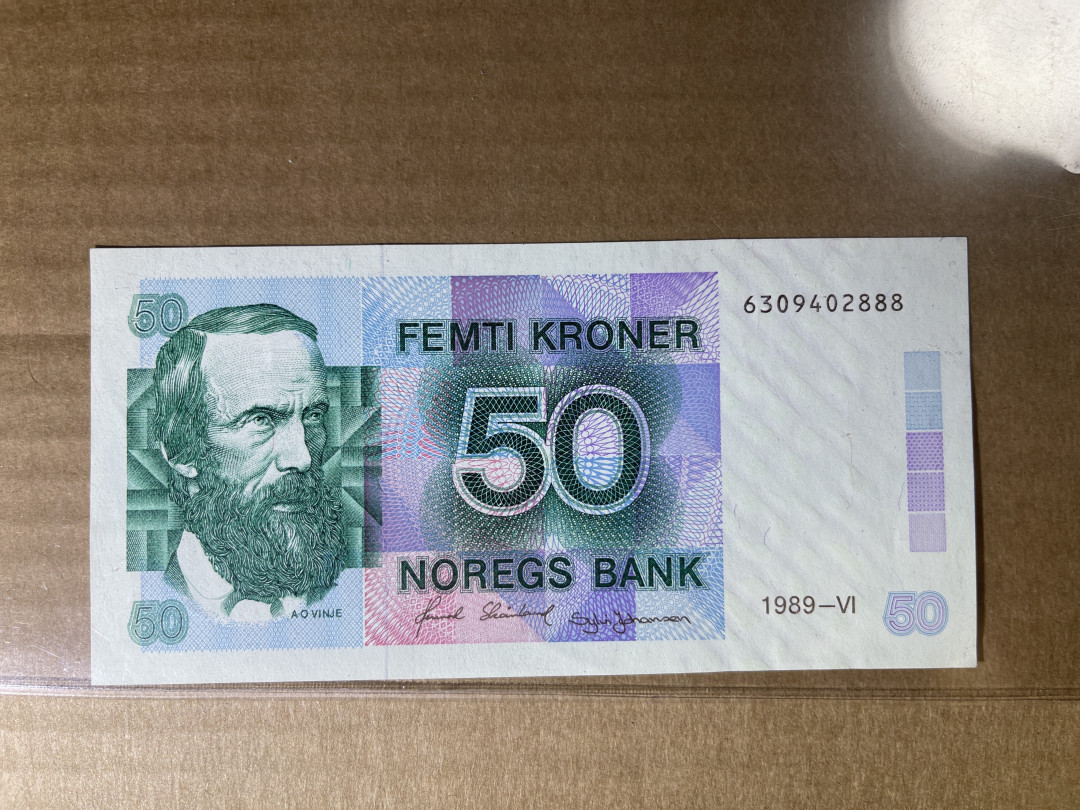 50
FEMTI KRONER
6309402888
50
NOREGS BANK
A·O VINJE
50
1989–VI
50